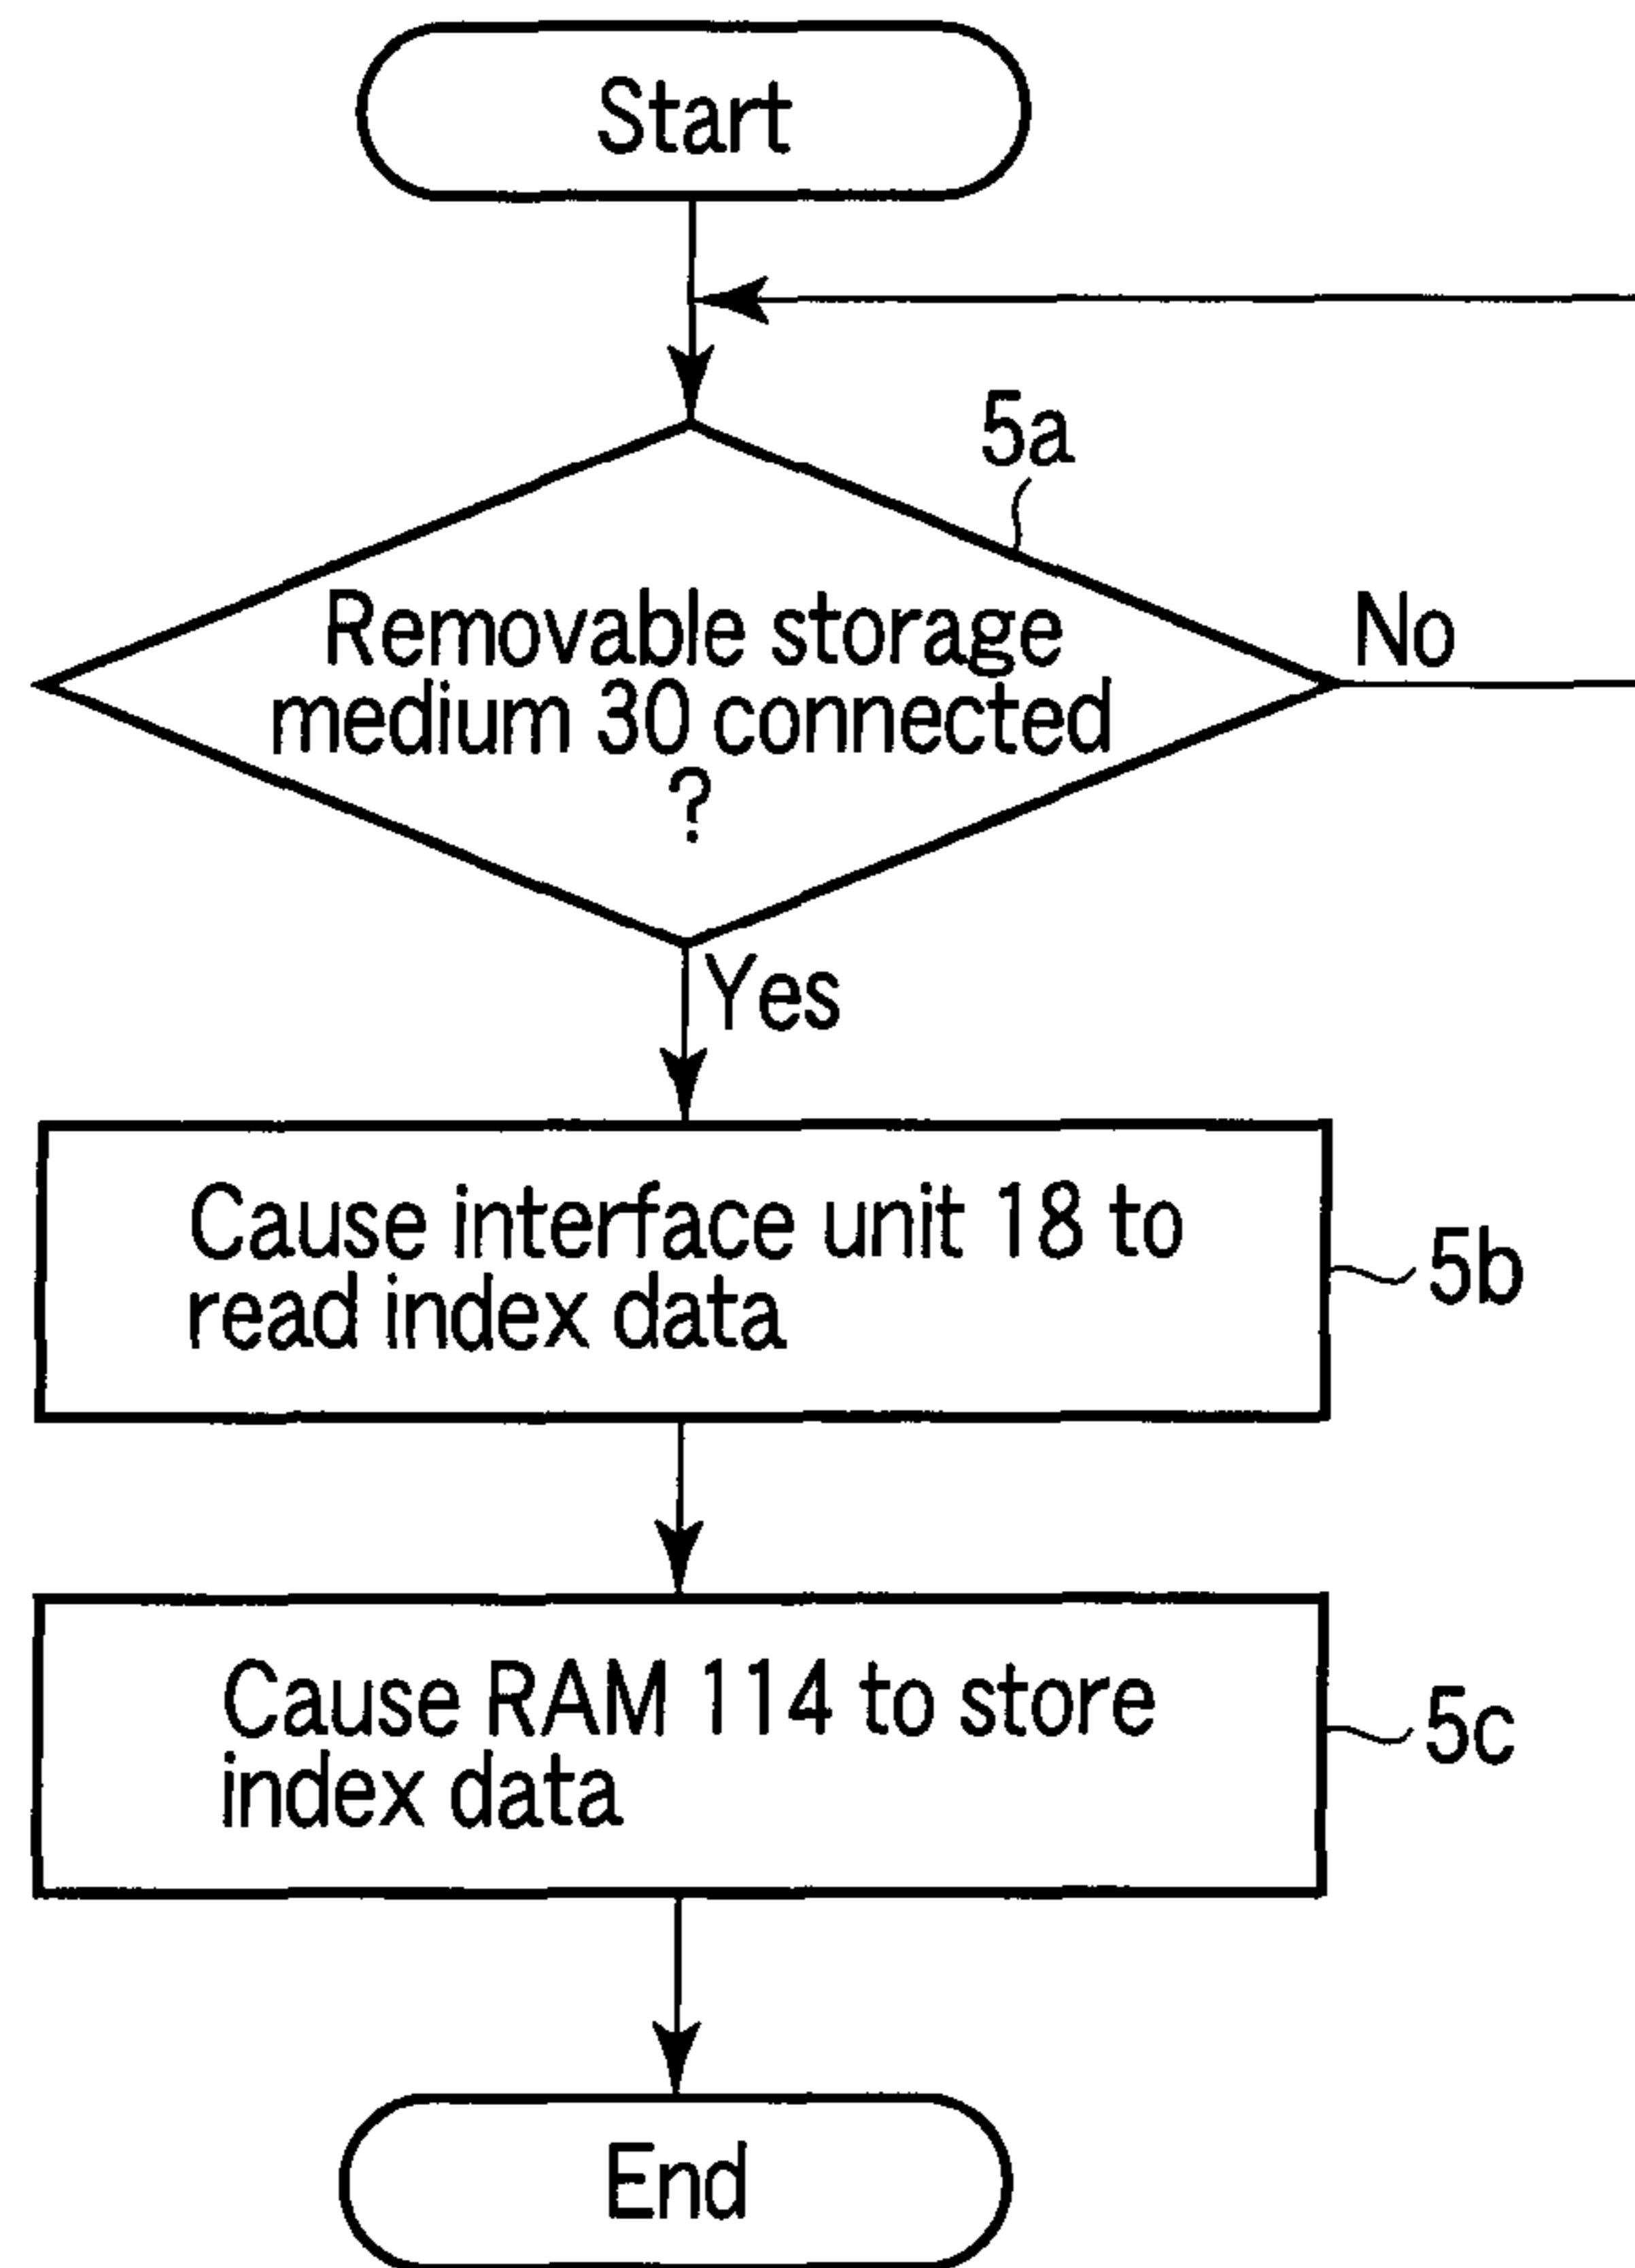 Start
5a
Removable storage
medium 30 connected
?
No
Yes
Cause interface unit 18 to
read index data
5b
Cause RAM 114 to store
index data
5c
End